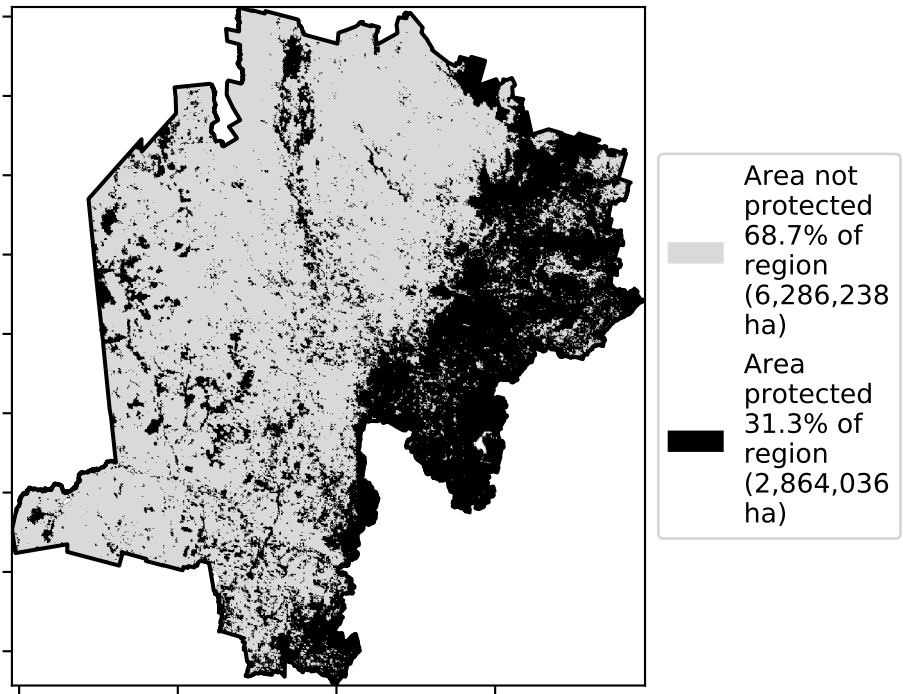 Area not
protected
68.7% of
region
(6,286,238
ha)
Area
protected
31.3% of
region
(2,864,036
ha)